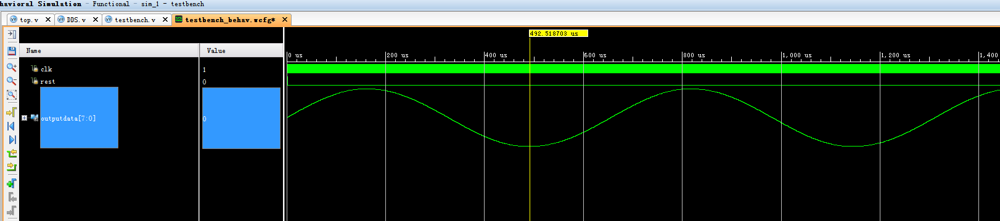 havioral Simulation - Functional - sim_1 - testbench
top.v DDS.v testbench.v testbench_behav.wcfg*
492.518703 us
Name Value
0 us 200 us 400 us 600 us 800 us 1,000 us 1,200 us 1,400
clk 1
rest 0
outputdata[7:0] 0